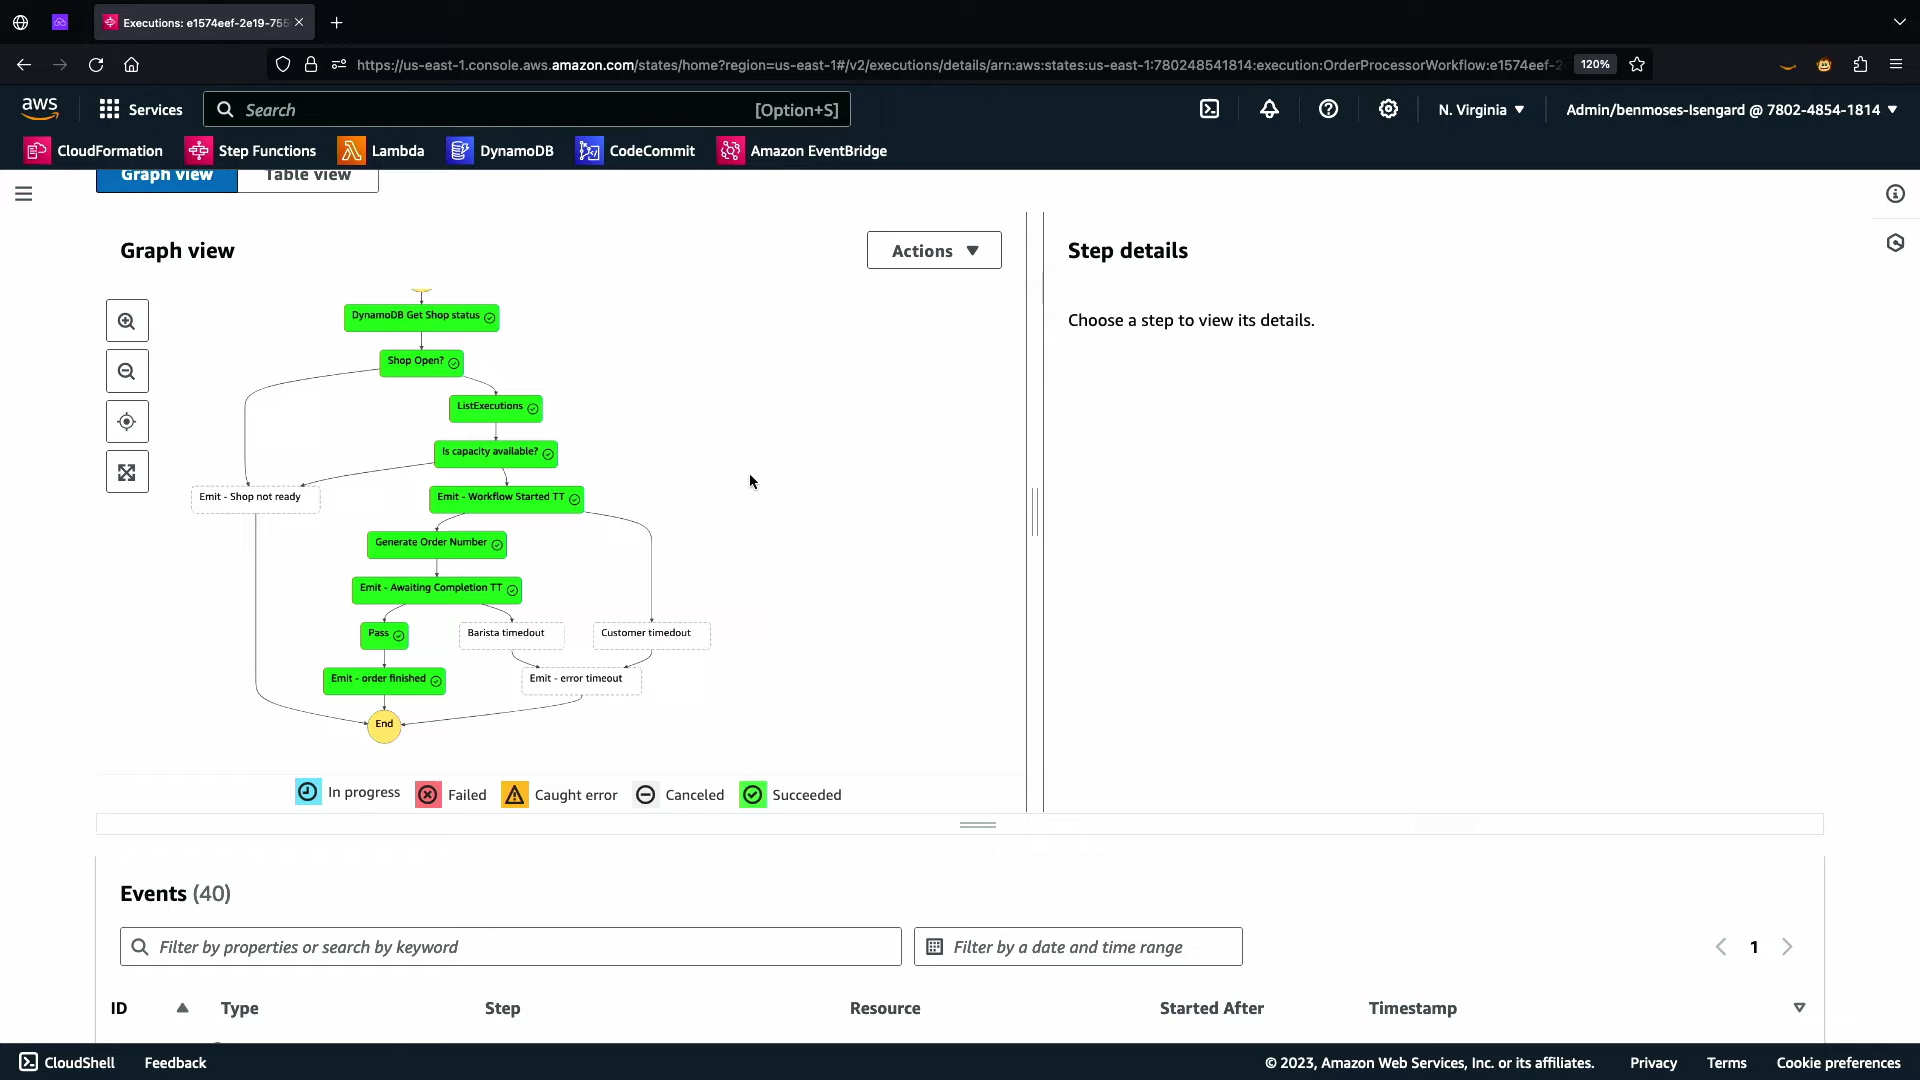 Executions: e1574eef-2e19-755
https://us-east-1.console.aws.amazon.com/states/home?region=us-east-1#/v2/executions/details/arn:aws:states:us-east-1:780248541814:execution:OrderProcessorWorkflow:e1574eef-2
120%
aws
Services
Search
[Option+S]
N. Virginia
Admin/benmoses-Isengard @ 7802-4854-1814
CloudFormation
Step Functions
Lambda
DynamoDB
CodeCommit
Amazon EventBridge
Graph view
Table view
Graph view
Actions
Step details
Choose a step to view its details.
DynamoDB Get Shop status
Shop Open?
ListExecutions
Is capacity available?
Emit - Shop not ready
Emit - Workflow Started TT
Generate Order Number
Emit - Awaiting Completion TT
Pass
Barista timedout
Customer timedout
Emit - order finished
Emit - error timeout
End
In progress
Failed
Caught error
Canceled
Succeeded
Events (40)
Filter by properties or search by keyword
Filter by a date and time range
1
ID
Type
Step
Resource
Started After
Timestamp
CloudShell
Feedback
© 2023, Amazon Web Services, Inc. or its affiliates.
Privacy
Terms
Cookie preferences